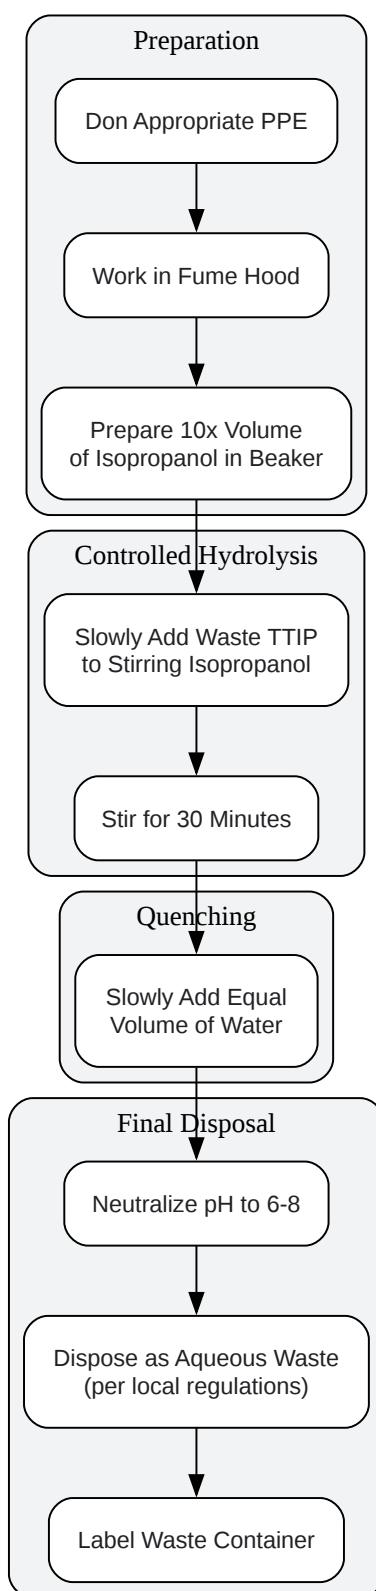 Preparation
Don Appropriate PPE
Work in Fume Hood
Prepare 10x Volume
of Isopropanol in Beaker
Controlled Hydrolysis
Slowly Add Waste TTIP
to Stirring Isopropanol
Stir for 30 Minutes
Quenching
Slowly Add Equal
Volume of Water
Final Disposal
Neutralize pH to 6-8
Dispose as Aqueous Waste
(per local regulations)
Label Waste Container